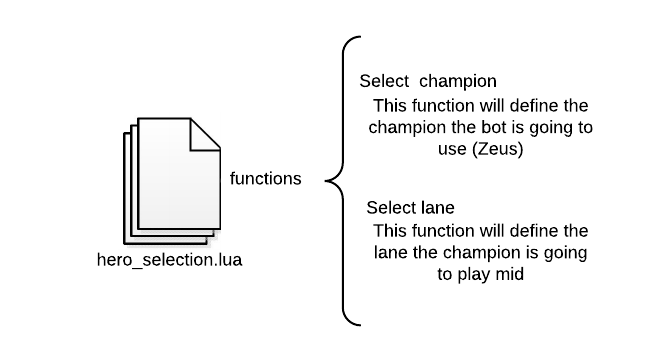 hero_selection.lua
functions
Select champion
This function will define the
champion the bot is going to
use (Zeus)
Select lane
This function will define the
lane the champion is going
to play mid